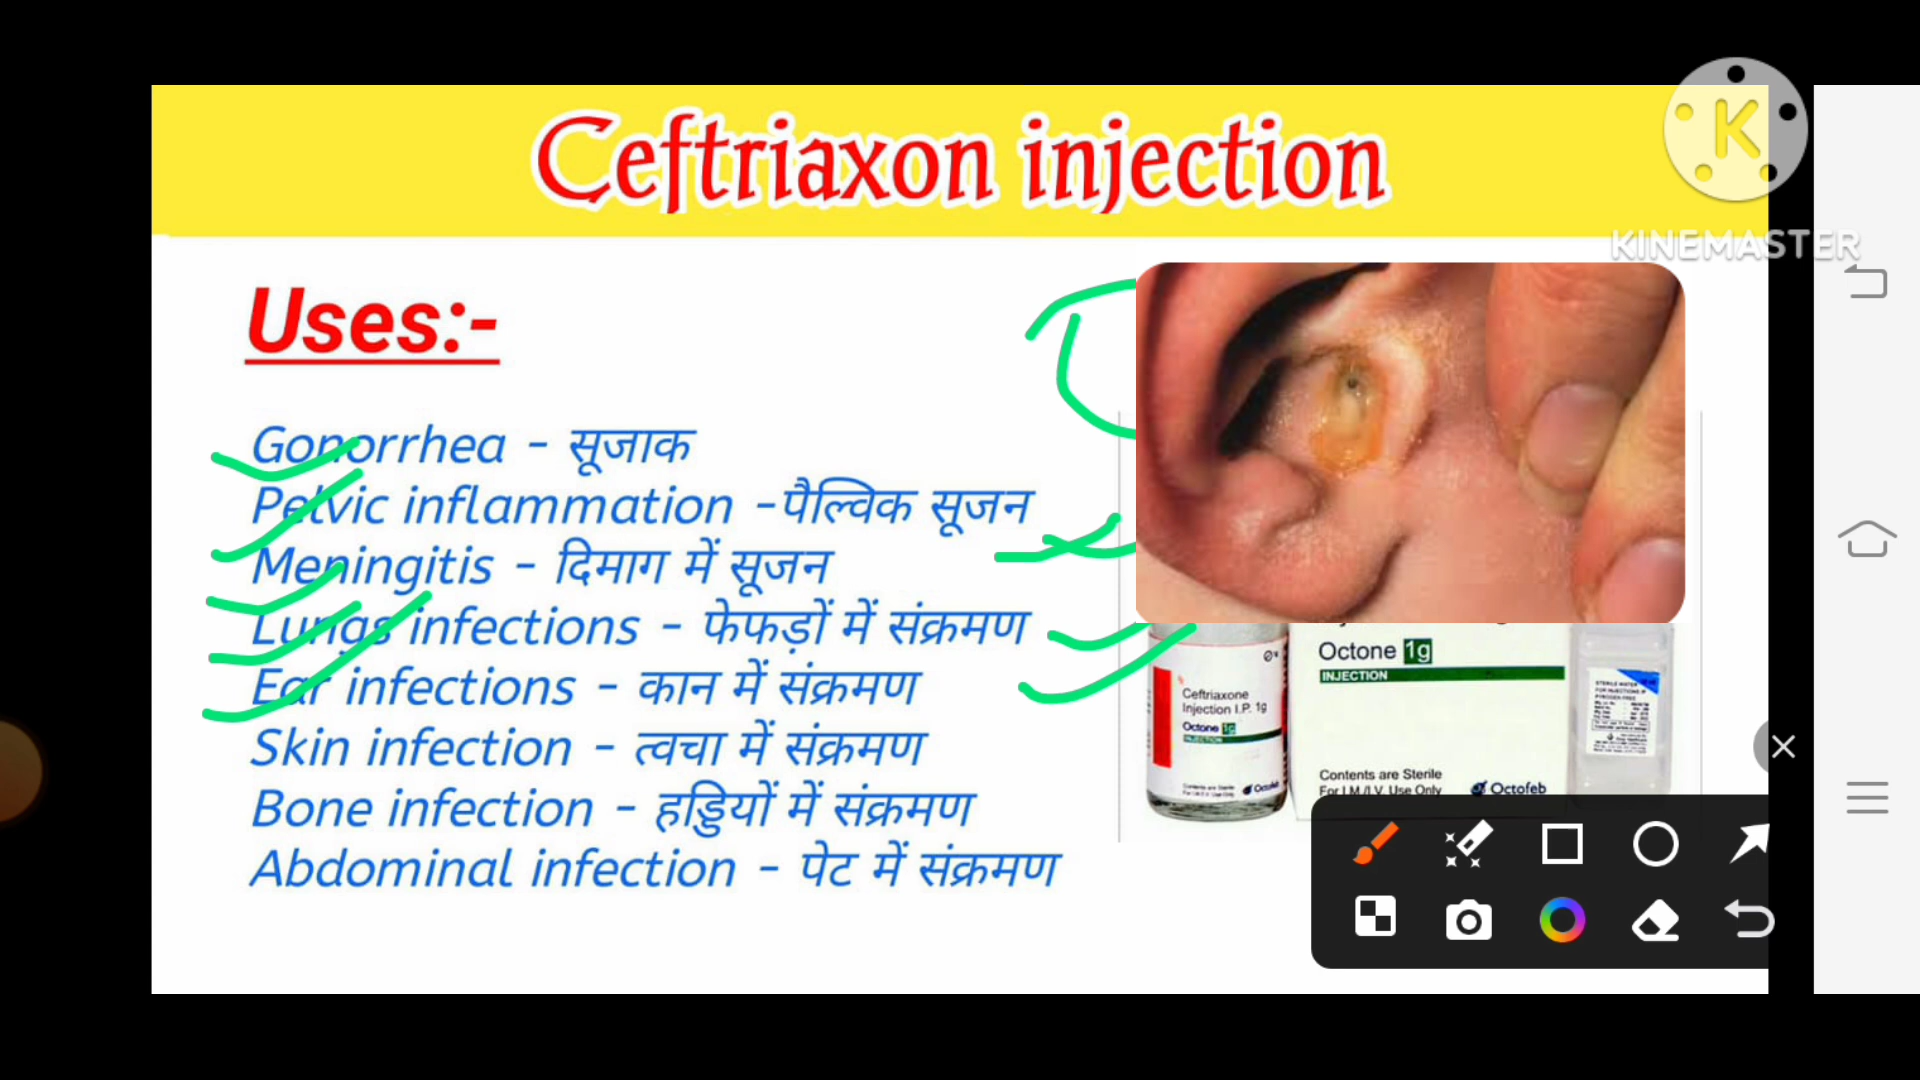 Ceftriaxon injection
K
KINEMASTER
Uses:-
Gonorrhea - सूजाक
Pelvic inflammation -पैल्विक सूजन
Meningitis - दिमाग में सूजन
Lungs infections - फेफड़ों में संक्रमण
Ear infections - कान में संक्रमण
Skin infection - त्वचा में संक्रमण
Bone infection - हड्डियों में संक्रमण
Abdominal infection - पेट में संक्रमण
Ceftriaxone
Injection I.P. 1g
Octone 1g
INJECTION
Octofeb
Octone 1g
INJECTION
Contents are Sterile
For I.M./I.V. Use Only
Octofeb